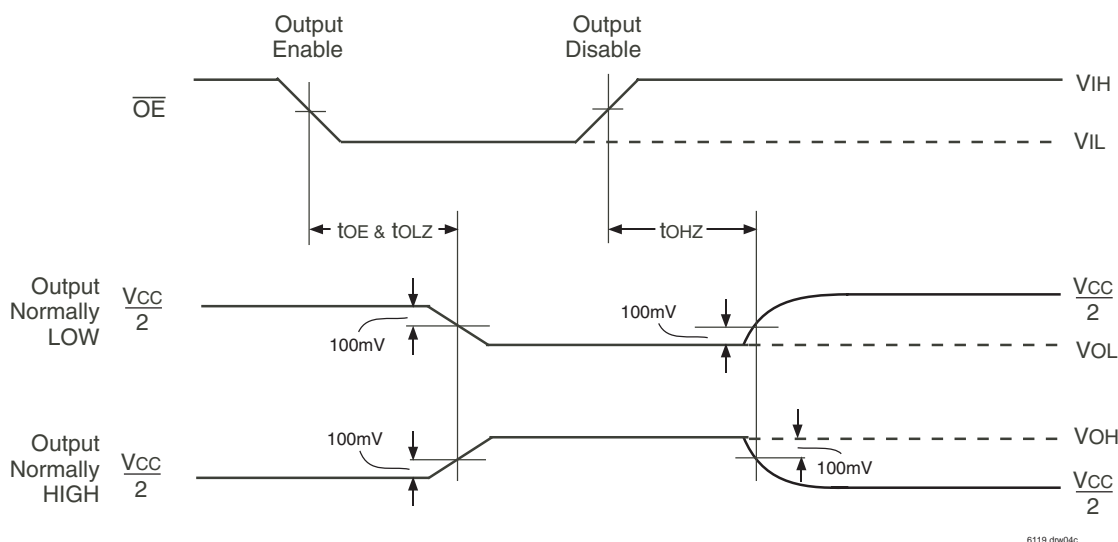 Output
Enable
Output
Disable
OE
VIH
VIL
tOE & tOLZ
tOHZ
Output
Normally
LOW
VCC
2
100mV
100mV
VCC
2
VOL
Output
Normally
HIGH
VCC
2
100mV
100mV
VOH
VCC
2
6119 drw04c